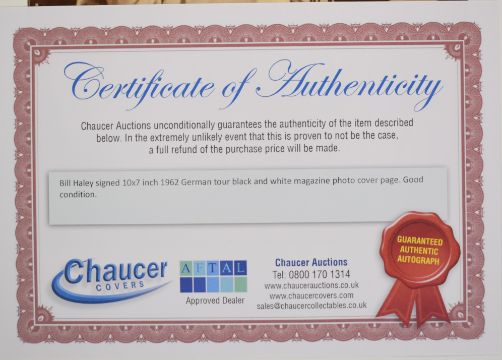 Certificate of Authenticity
Chaucer Auctions unconditionally guarantees the authenticity of the item described
below. In the extremely unlikely event that this is proven to not be the case,
a full refund of the purchase price will be made.
Bill Haley signed 10x7 inch 1962 German tour black and white magazine photo cover page. Good
condition.
GUARANTEED
AUTHENTIC
AUTOGRAPH
Chaucer
COVERS
AFTAL
Approved Dealer
Chaucer Auctions
Tel: 0800 170 1314
www.chaucerauctions.co.uk
www.chaucercovers.com
sales@chaucercollectables.co.uk